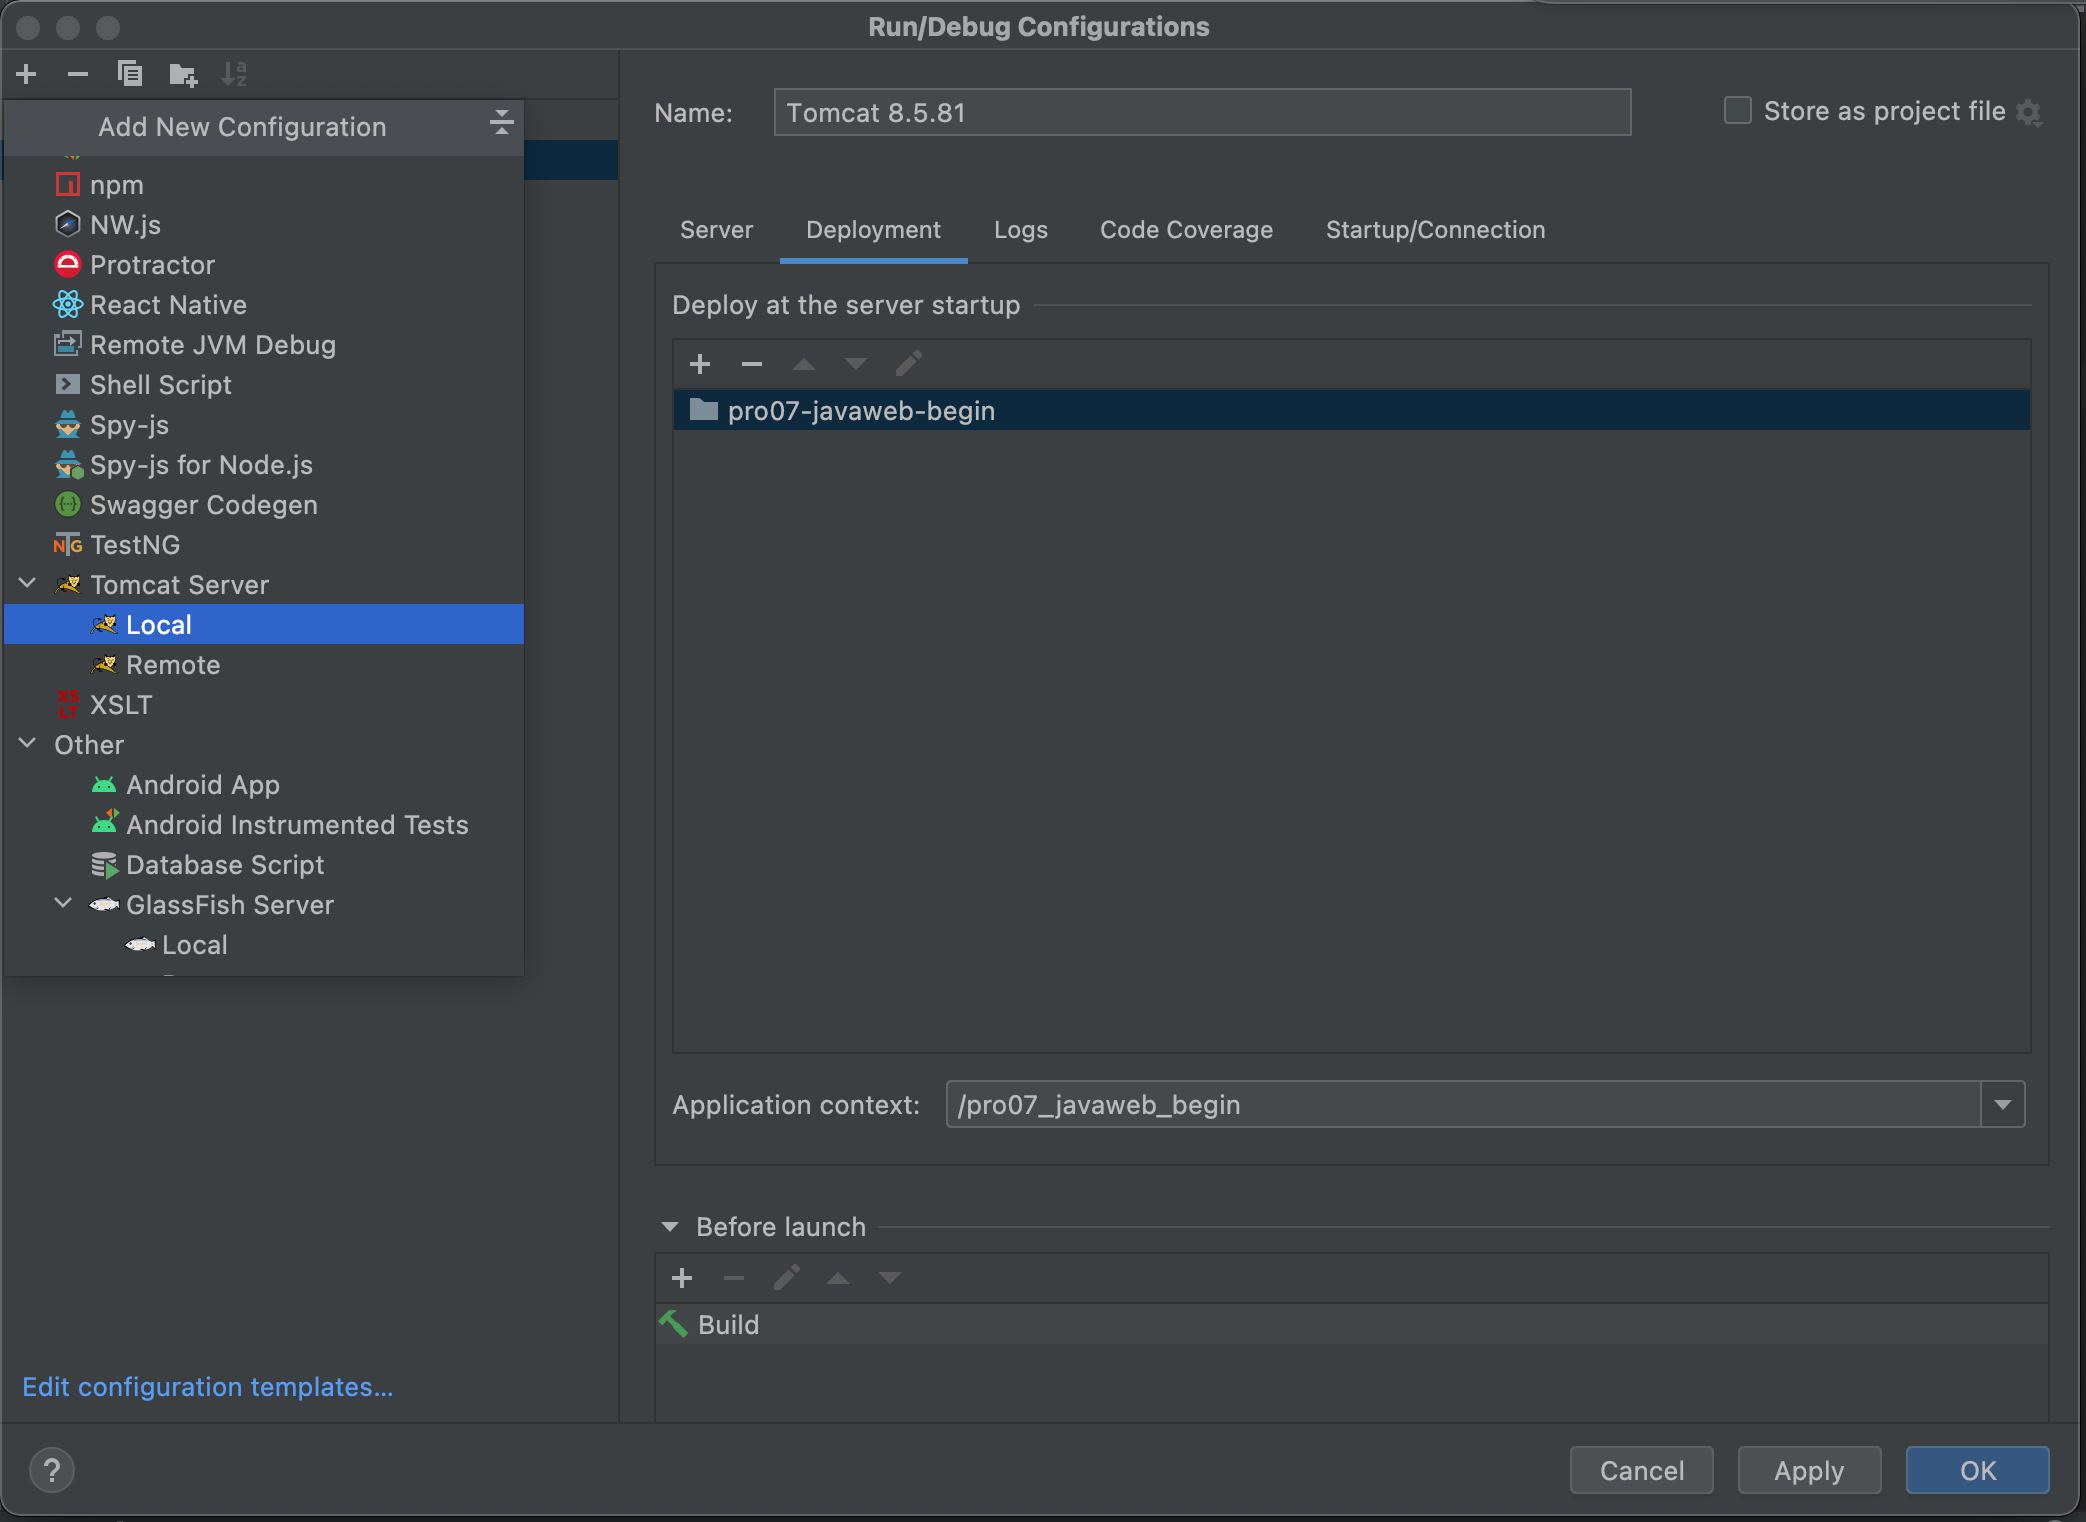 Run/Debug Configurations
Add New Configuration
npm
NW.js
Protractor
React Native
Remote JVM Debug
Shell Script
Spy-js
Spy-js for Node.js
Swagger Codegen
TestNG
Tomcat Server
Local
Remote
XSLT
Other
Android App
Android Instrumented Tests
Database Script
GlassFish Server
Local
Edit configuration templates...
Name: Tomcat 8.5.81
Store as project file
Server Deployment Logs Code Coverage Startup/Connection
Deploy at the server startup
pro07-javaweb-begin
Application context: /pro07_javaweb_begin
Before launch
Build
? Cancel Apply OK